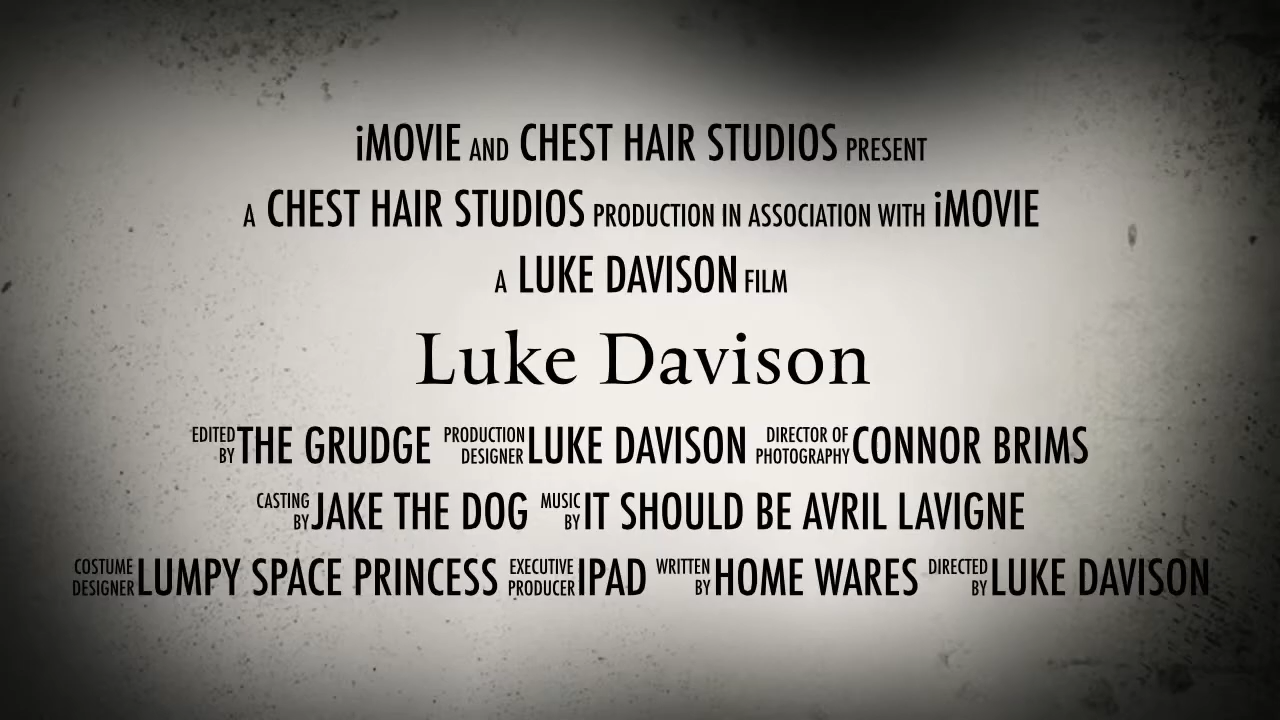 iMOVIE AND CHEST HAIR STUDIOS PRESENT
A CHEST HAIR STUDIOS PRODUCTION IN ASSOCIATION WITH iMOVIE
A LUKE DAVISON FILM
Luke Davison
EDITED BY THE GRUDGE PRODUCTION DESIGNER LUKE DAVISON DIRECTOR OF PHOTOGRAPHY CONNOR BRIMS
CASTING BY JAKE THE DOG MUSIC BY IT SHOULD BE AVRIL LAVIGNE
COSTUME DESIGNER LUMPY SPACE PRINCESS EXECUTIVE PRODUCER IPAD WRITTEN BY HOME WARES DIRECTED BY LUKE DAVISON